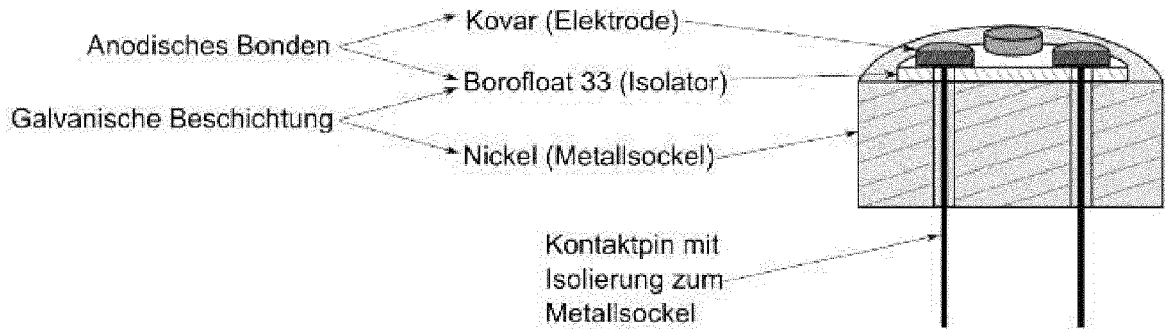 Kovar (Elektrode)
Anodisches Bonden
Borofloat 33 (Isolator)
Galvanische Beschichtung
Nickel (Metallsockel)
Kontaktpin mit
Isolierung zum
Metallsockel